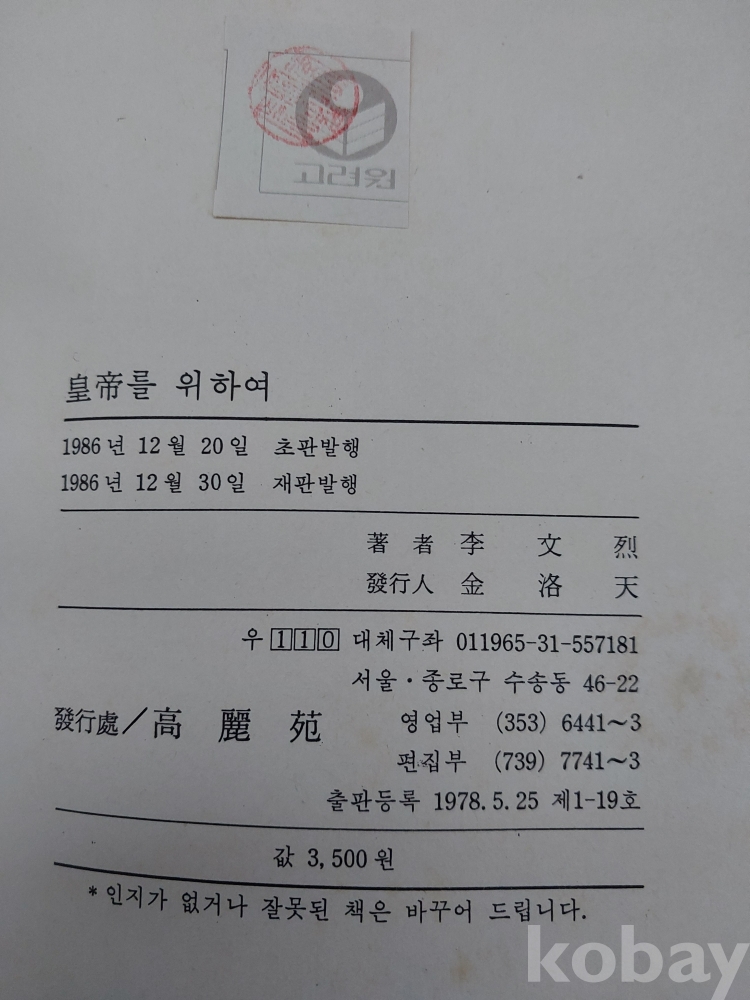 고려원
皇帝를 위하여
1986년 12월 20일 초판발행
1986년 12월 30일 재판발행
著者 李文烈
發行人 金洛天
우 110 대체구좌 011965-31-557181
서울·종로구 수송동 46-22
發行處/高麗苑 영업부 (353) 6441~3
편집부 (739) 7741~3
출판등록 1978.5.25 제1-19호
값 3,500원
*인지가 없거나 잘못된 책은 바꾸어 드립니다.
kobay